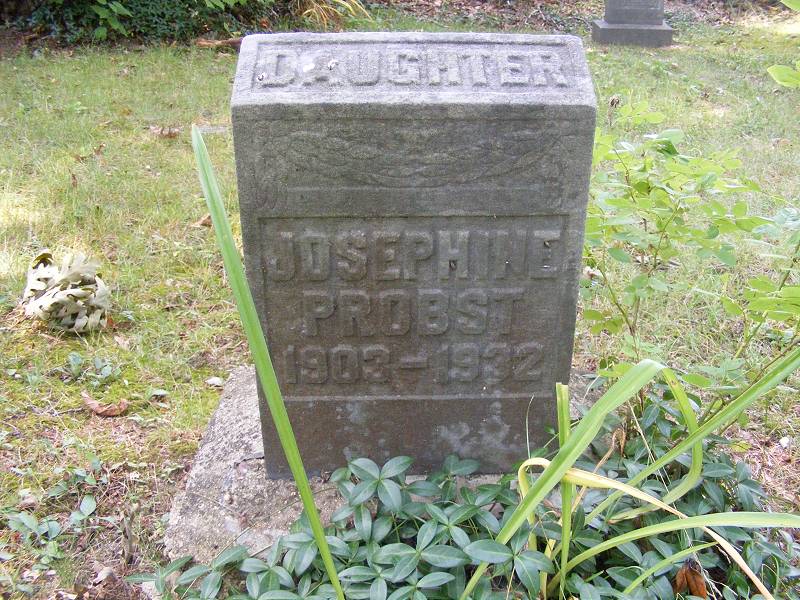 DAUGHTER
JOSEPHINE
PROBST
1903-1932